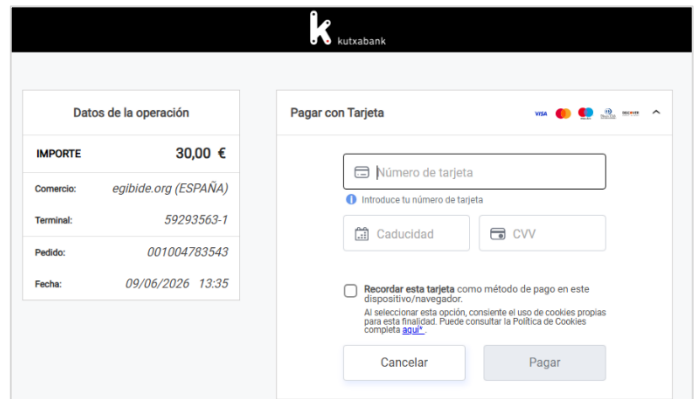 kutxabank
Datos de la operación
IMPORTE 30,00 €
Comercio: egibide.org (ESPAÑA)
Terminal: 59293563-1
Pedido: 001004783543
Fecha: 09/06/2026 13:35
Pagar con Tarjeta
VISA
Número de tarjeta
Introduce tu número de tarjeta
Caducidad
CVV
Recordar esta tarjeta como método de pago en este
dispositivo/navegador.
Al seleccionar esta opción, consiente el uso de cookies propias
para esta finalidad. Puede consultar la Política de Cookies
completa aquí* .
Cancelar
Pagar